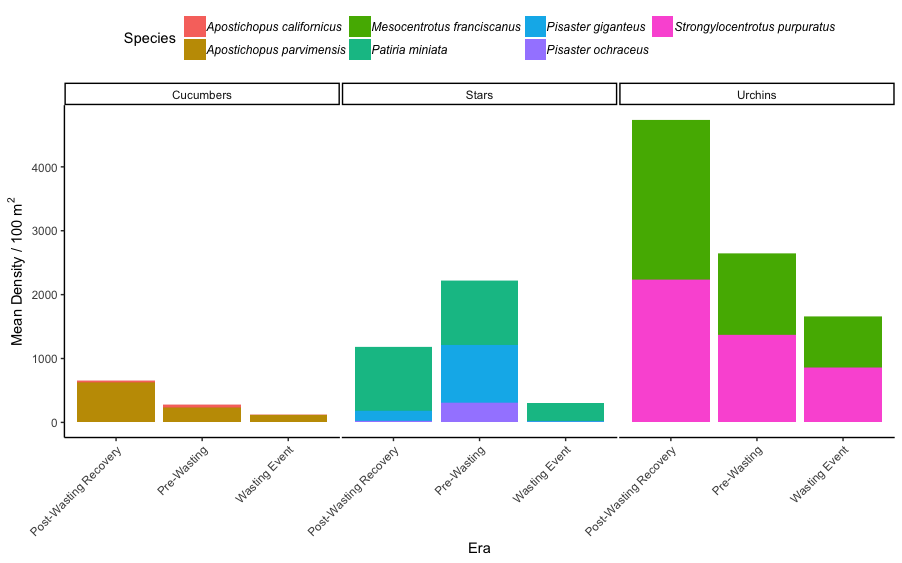 Species
Apostichopus californicus
Mesocentrotus franciscanus
Pisaster giganteus
Strongylocentrotus purpuratus
Apostichopus parvimensis
Patiria miniata
Pisaster ochraceus
Cucumbers
Stars
Urchins
Mean Density / 100 m²
4000
3000
2000
1000
0
Post-Wasting Recovery
Pre-Wasting
Wasting Event
Post-Wasting Recovery
Pre-Wasting
Wasting Event
Post-Wasting Recovery
Pre-Wasting
Wasting Event
Era